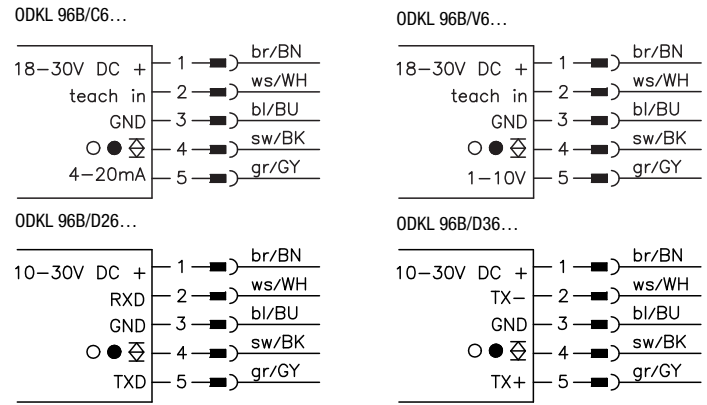 ODKL 96B/C6...
18-30V DC + 1 br/BN
teach in 2 ws/WH
GND 3 bl/BU
4 sw/BK
4-20mA 5 gr/GY
ODKL 96B/V6...
18-30V DC + 1 br/BN
teach in 2 ws/WH
GND 3 bl/BU
4 sw/BK
1-10V 5 gr/GY
ODKL 96B/D26...
10-30V DC + 1 br/BN
RXD 2 ws/WH
GND 3 bl/BU
4 sw/BK
TXD 5 gr/GY
ODKL 96B/D36...
10-30V DC + 1 br/BN
TX- 2 ws/WH
GND 3 bl/BU
4 sw/BK
TX+ 5 gr/GY